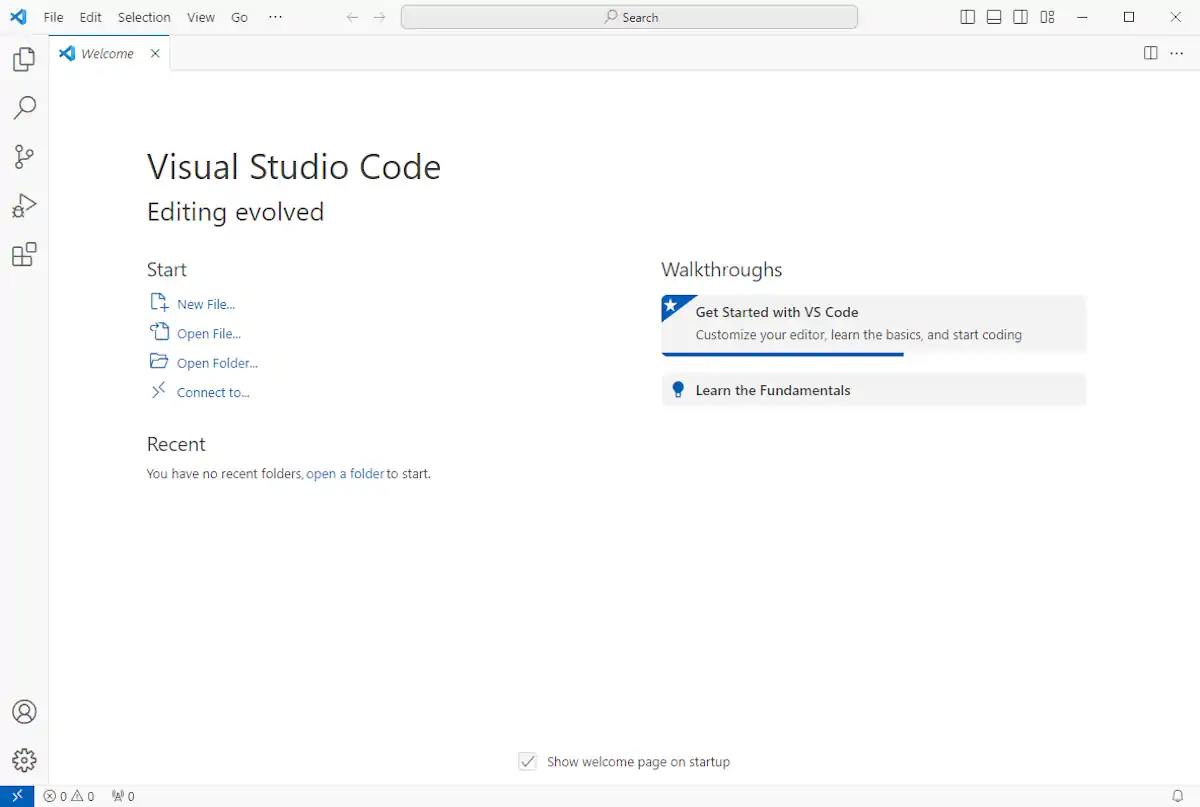 File Edit Selection View Go ···
Search
Welcome
Visual Studio Code
Editing evolved
Start
New File...
Open File...
Open Folder...
Connect to...
Recent
You have no recent folders, open a folder to start.
Walkthroughs
Get Started with VS Code
Customize your editor, learn the basics, and start coding
Learn the Fundamentals
Show welcome page on startup
0 0 0